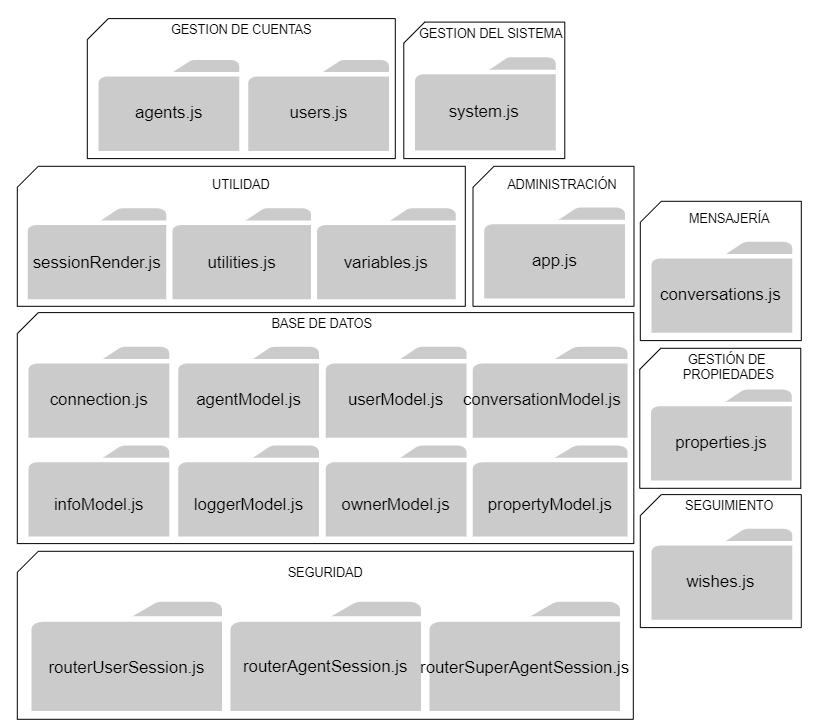 GESTION DE CUENTAS
agents.js
users.js
GESTION DEL SISTEMA
system.js
UTILIDAD
sessionRender.js
utilities.js
variables.js
ADMINISTRACIÓN
app.js
MENSAJERÍA
conversations.js
BASE DE DATOS
connection.js
agentModel.js
userModel.js
conversationModel.js
infoModel.js
loggerModel.js
ownerModel.js
propertyModel.js
GESTIÓN DE
PROPIEDADES
properties.js
SEGUIMIENTO
wishes.js
SEGURIDAD
routerUserSession.js
routerAgentSession.js
routerSuperAgentSession.js